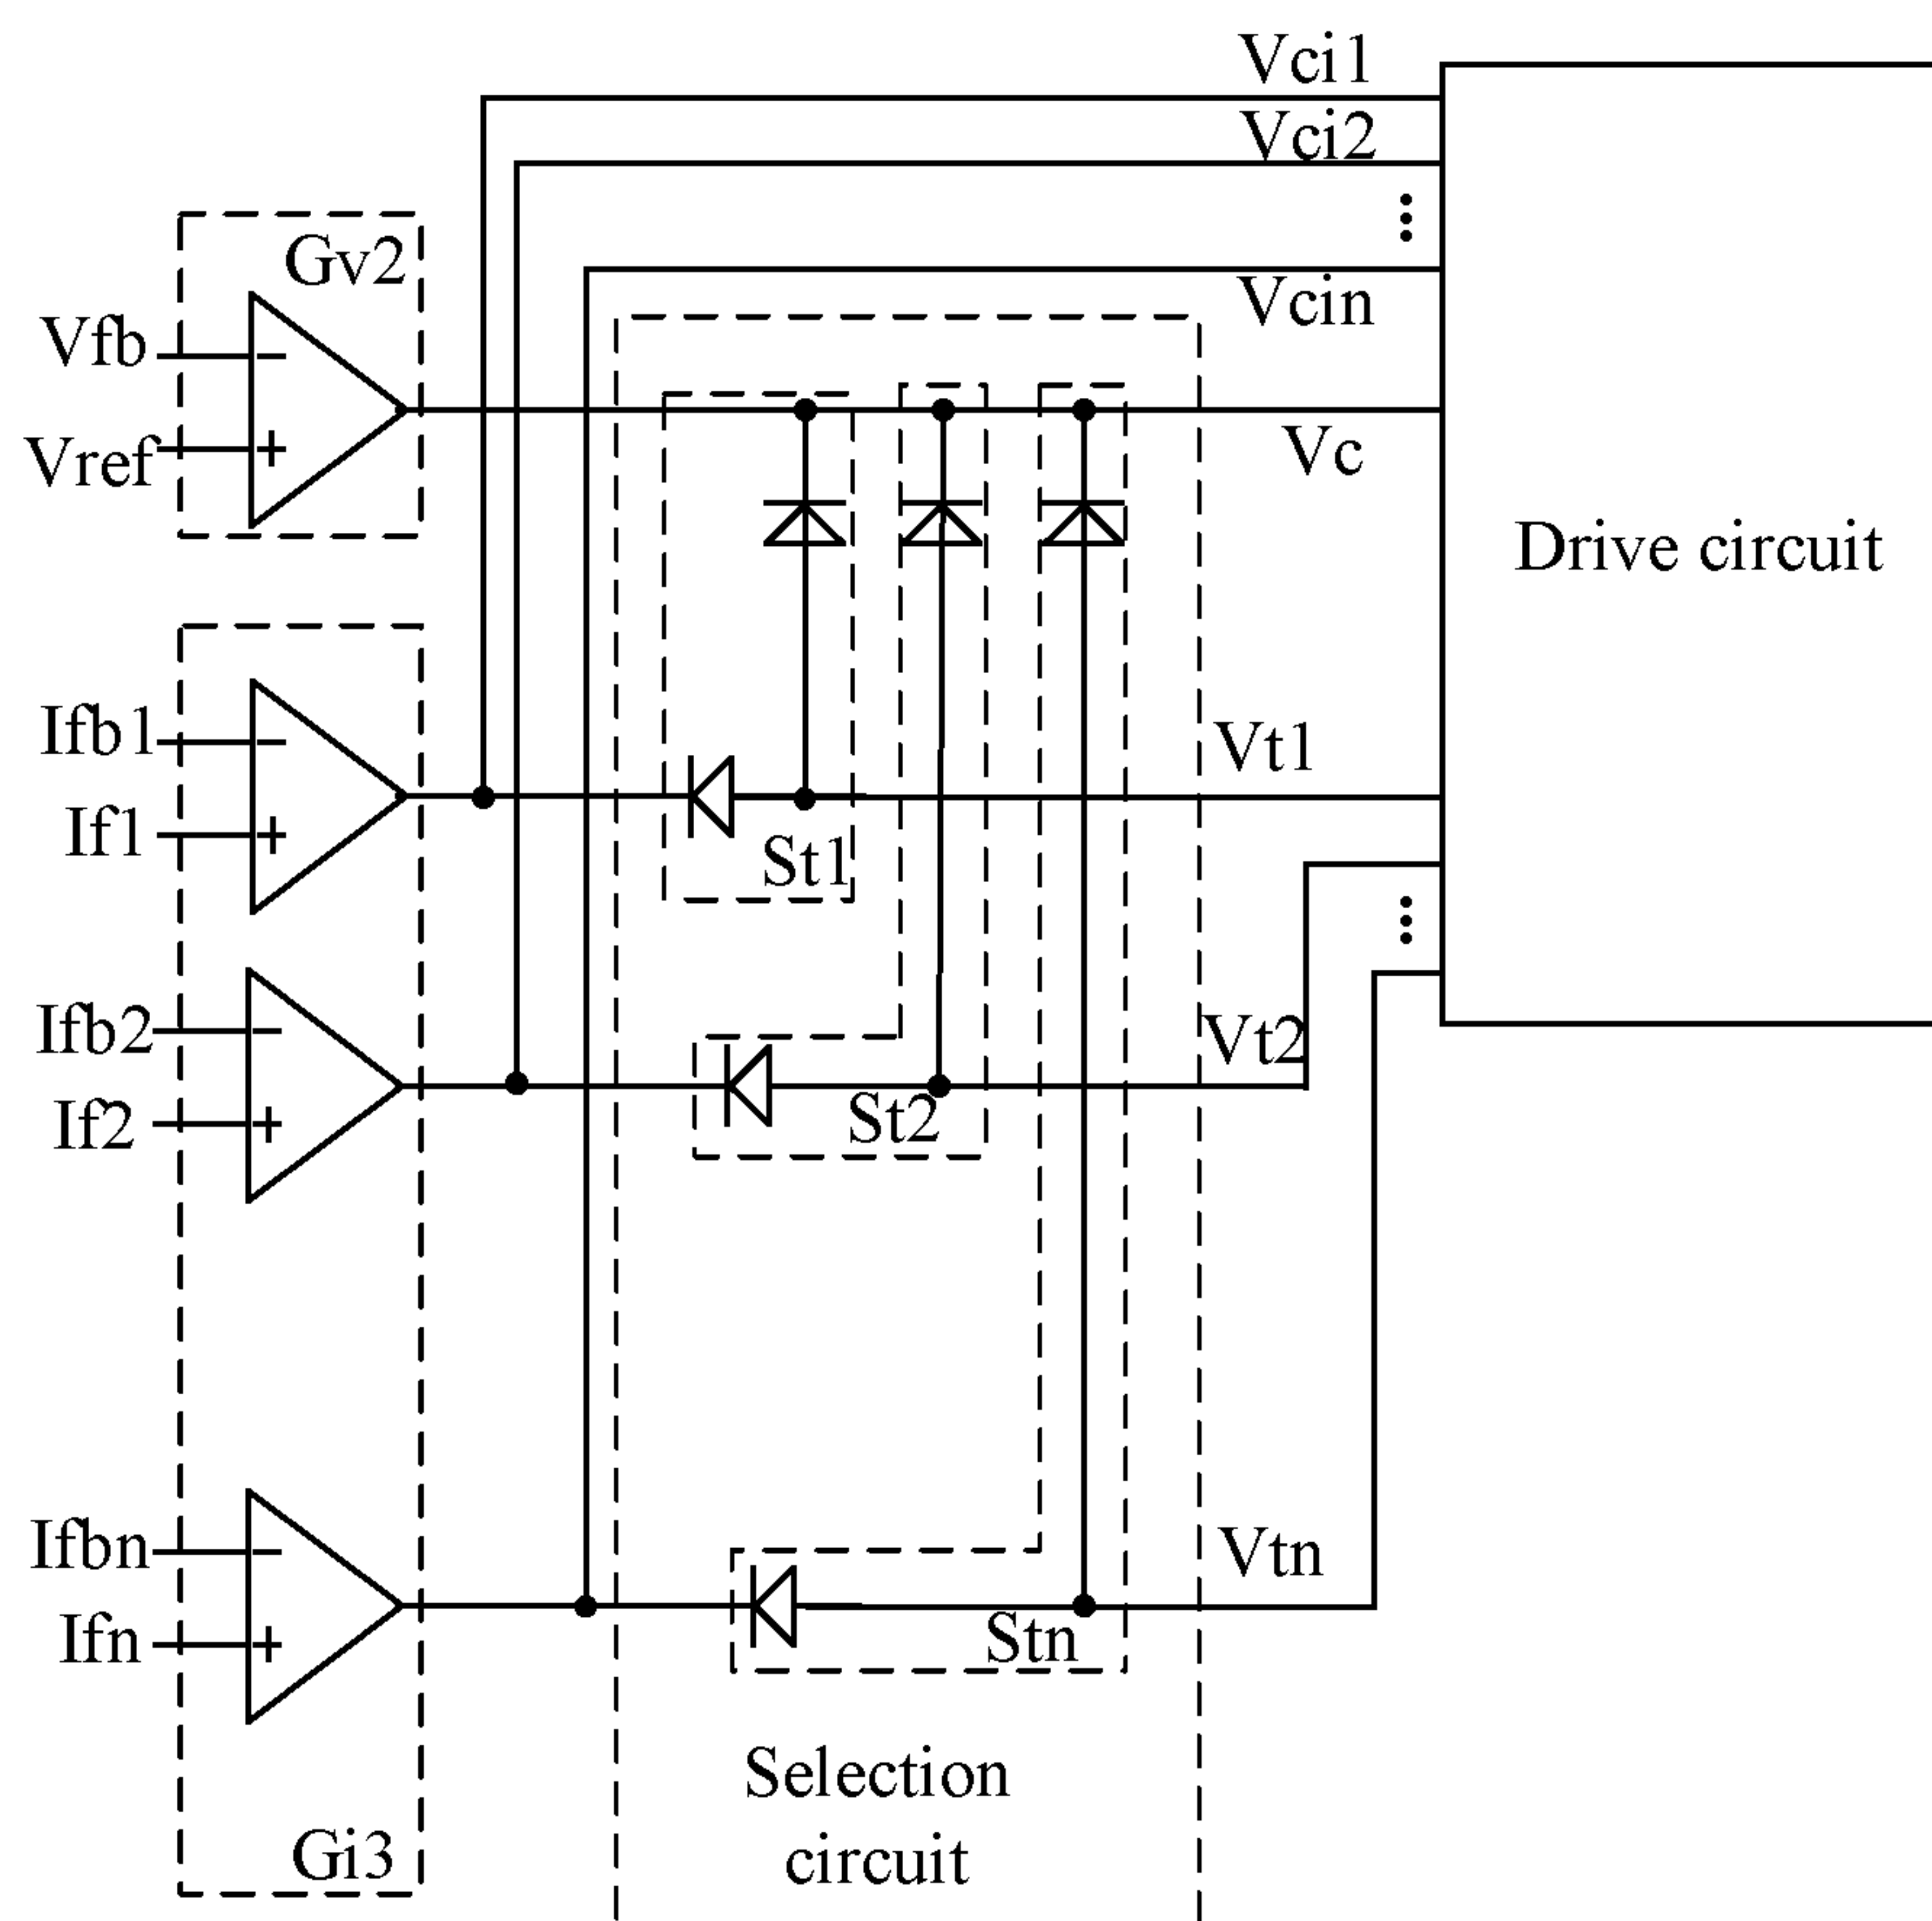 Vci1
Vci2
Vcin
Gv2
Vfb
Vref
Vc
Drive circuit
Ifb1
If1
Vt1
St1
Ifb2
If2
Vt2
St2
Ifbn
Ifn
Vtn
Stn
Selection
circuit
Gi3